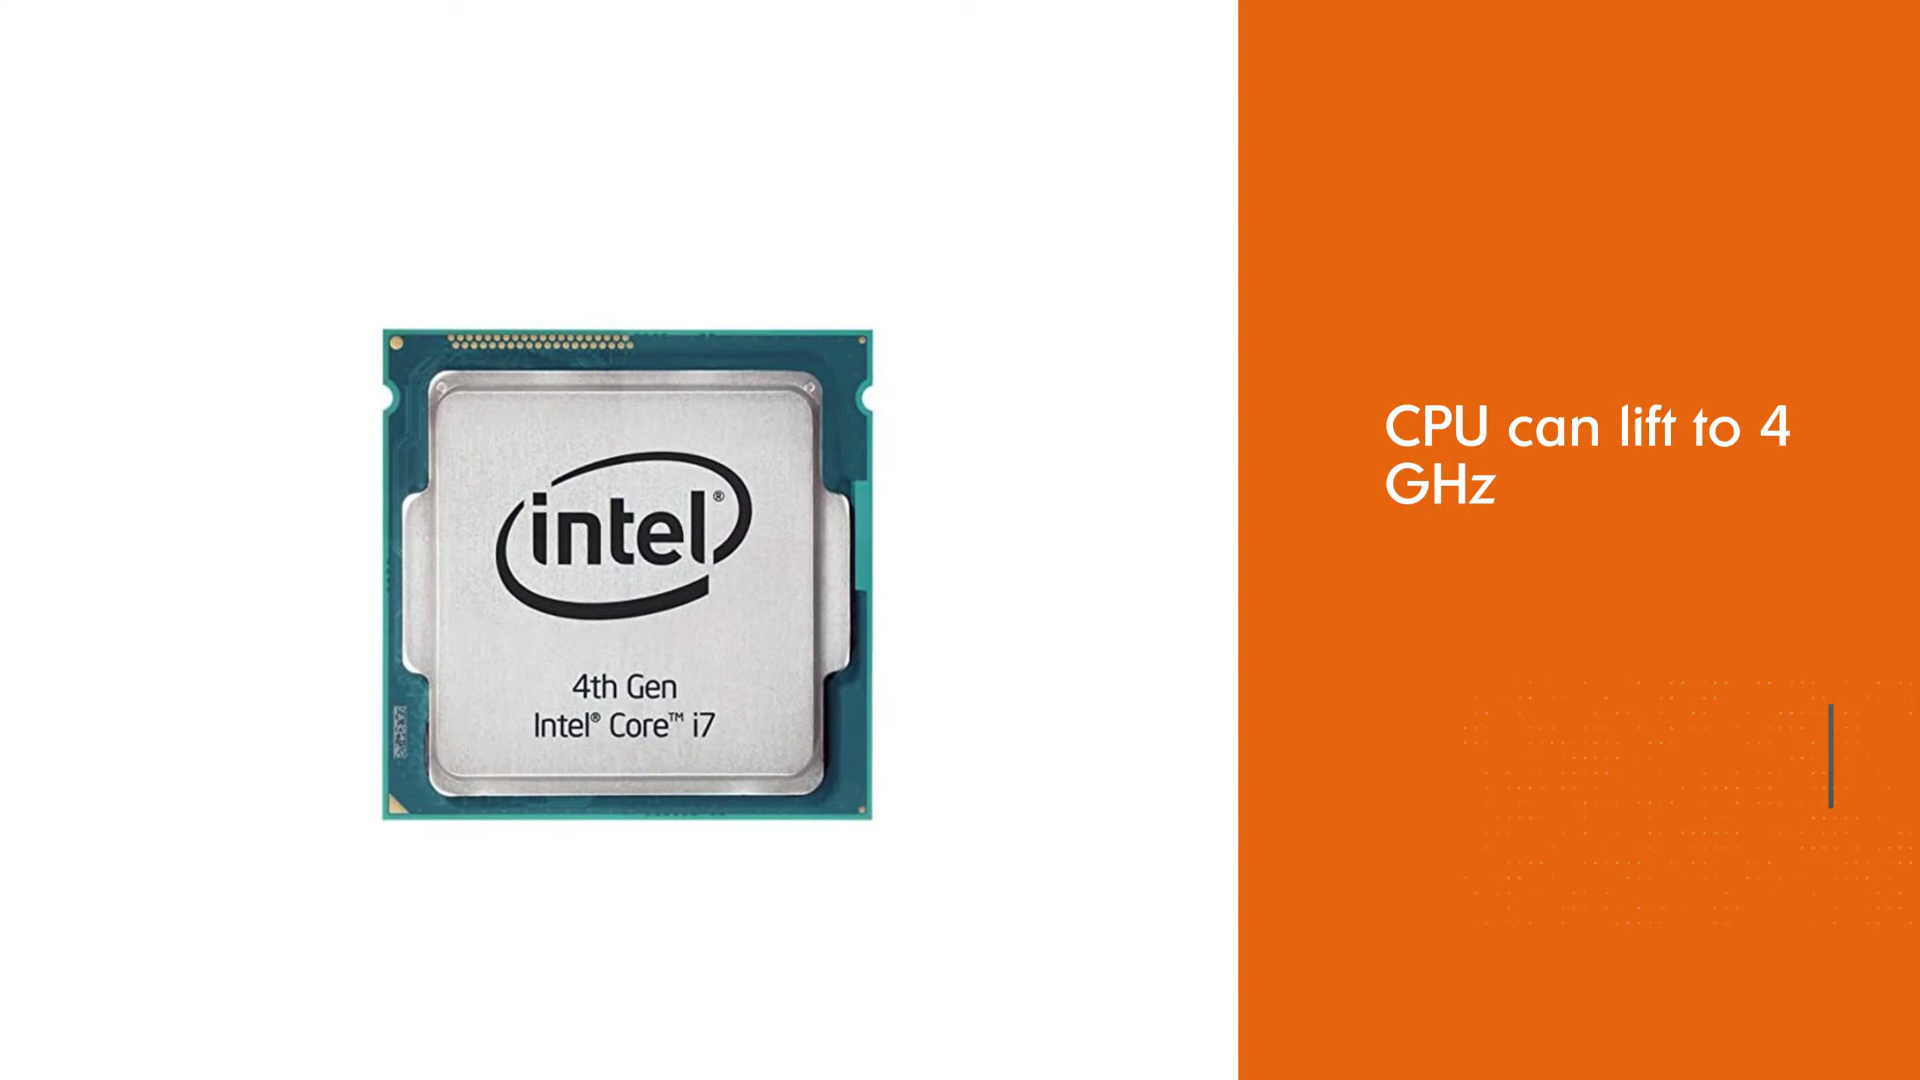 intel®
4th Gen
Intel® Core™ i7
CPU can lift to 4
GHz